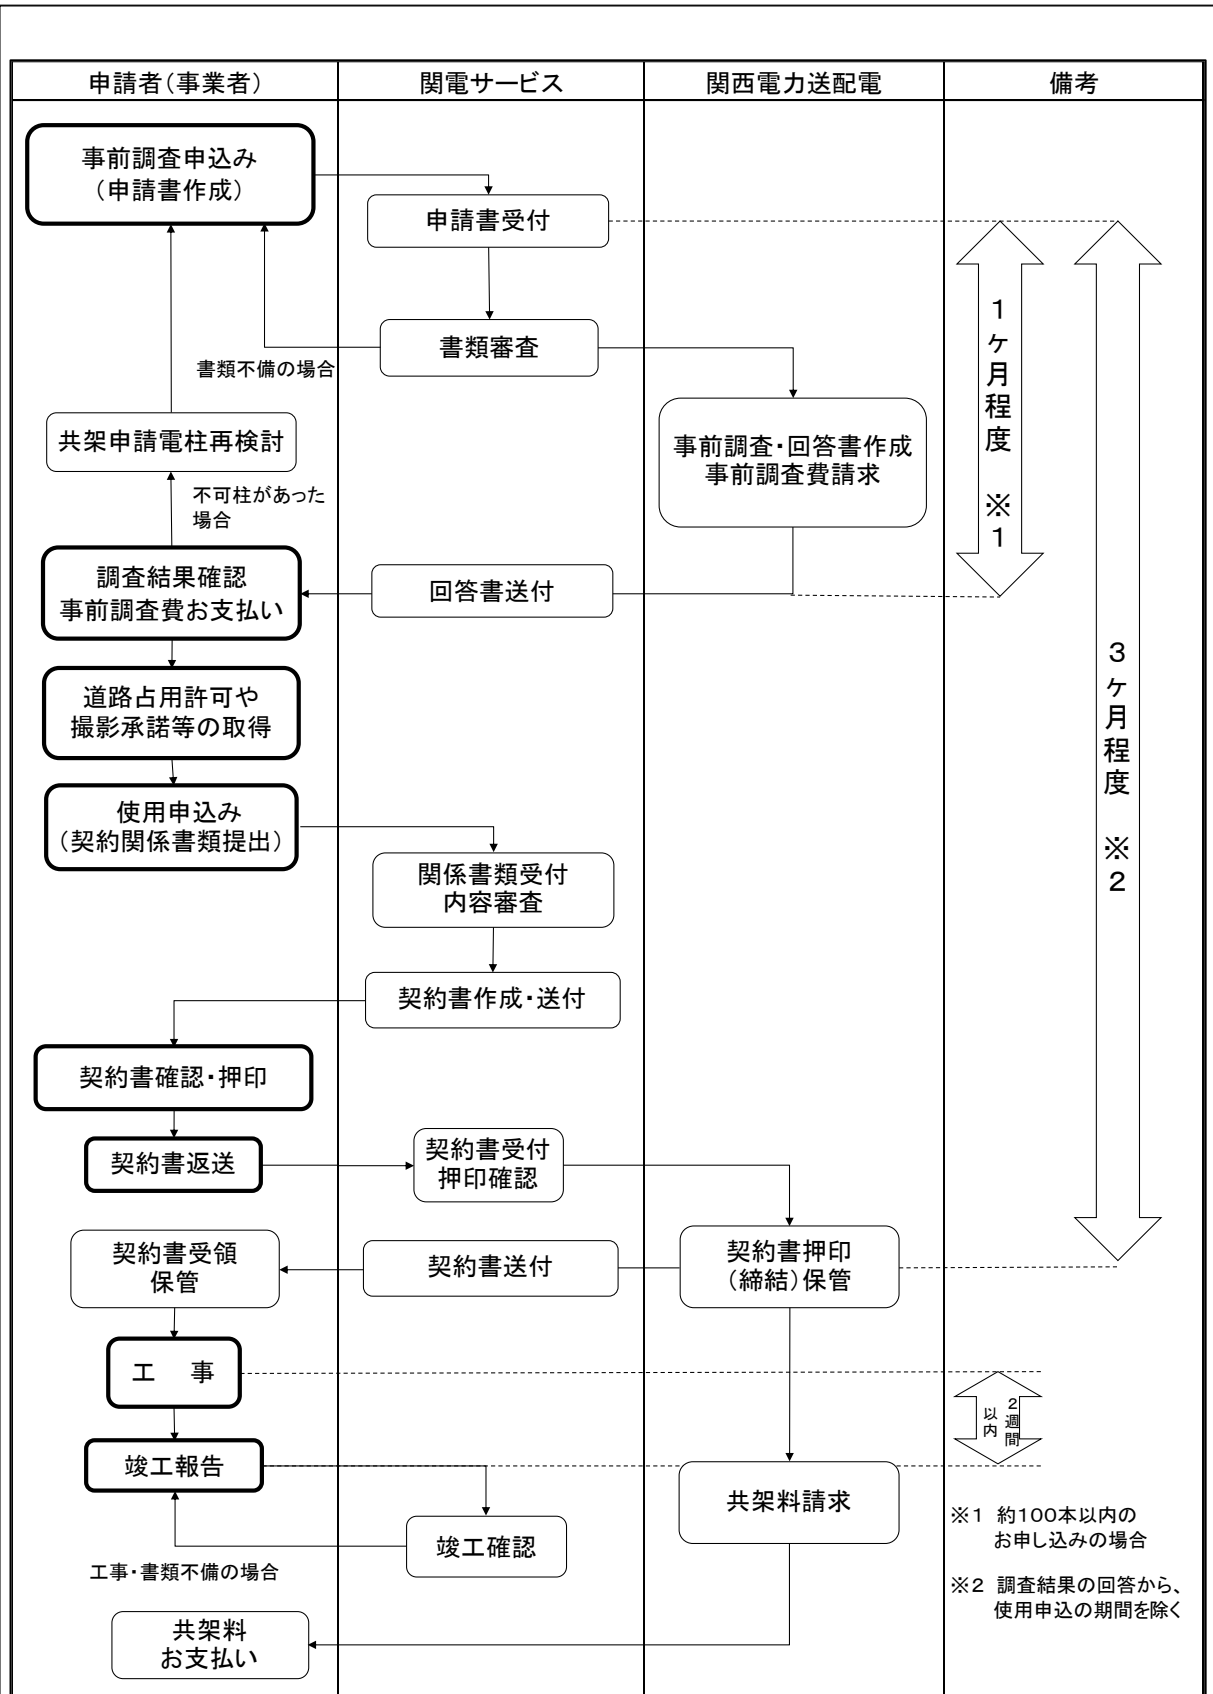 申請者（事業者）
関電サービス
関西電力送配電
備考
事前調査申込み
（申請書作成）
申請書受付
書類審査
書類不備の場合
共架申請電柱再検討
事前調査・回答書作成
事前調査費請求
不可柱があった
場合
調査結果確認
事前調査費お支払い
回答書送付
1ヶ月程度　※1
道路占用許可や
撮影承諾等の取得
使用申込み
（契約関係書類提出）
関係書類受付
内容審査
3ヶ月程度　※2
契約書作成・送付
契約書確認・押印
契約書返送
契約書受付
押印確認
契約書受領
保管
契約書送付
契約書押印
（締結）保管
工　事
2週間
以内
竣工報告
共架料請求
竣工確認
工事・書類不備の場合
共架料
お支払い
※1　約100本以内の
お申し込みの場合
※2　調査結果の回答から、
使用申込の期間を除く